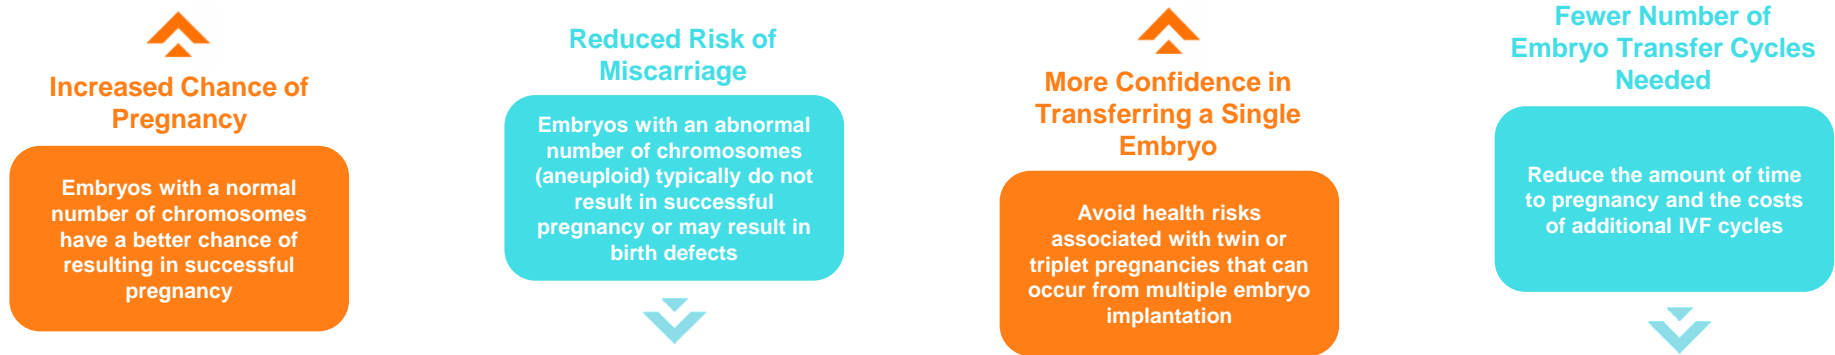 Increased Chance of
Pregnancy
Embryos with a normal
number of chromosomes
have a better chance of
resulting in successful
pregnancy
Reduced Risk of
Miscarriage
Embryos with an abnormal
number of chromosomes
(aneuploid) typically do not
result in successful
pregnancy or may result in
birth defects
More Confidence in
Transferring a Single
Embryo
Avoid health risks
associated with twin or
triplet pregnancies that can
occur from multiple embryo
implantation
Fewer Number of
Embryo Transfer Cycles
Needed
Reduce the amount of time
to pregnancy and the costs
of additional IVF cycles